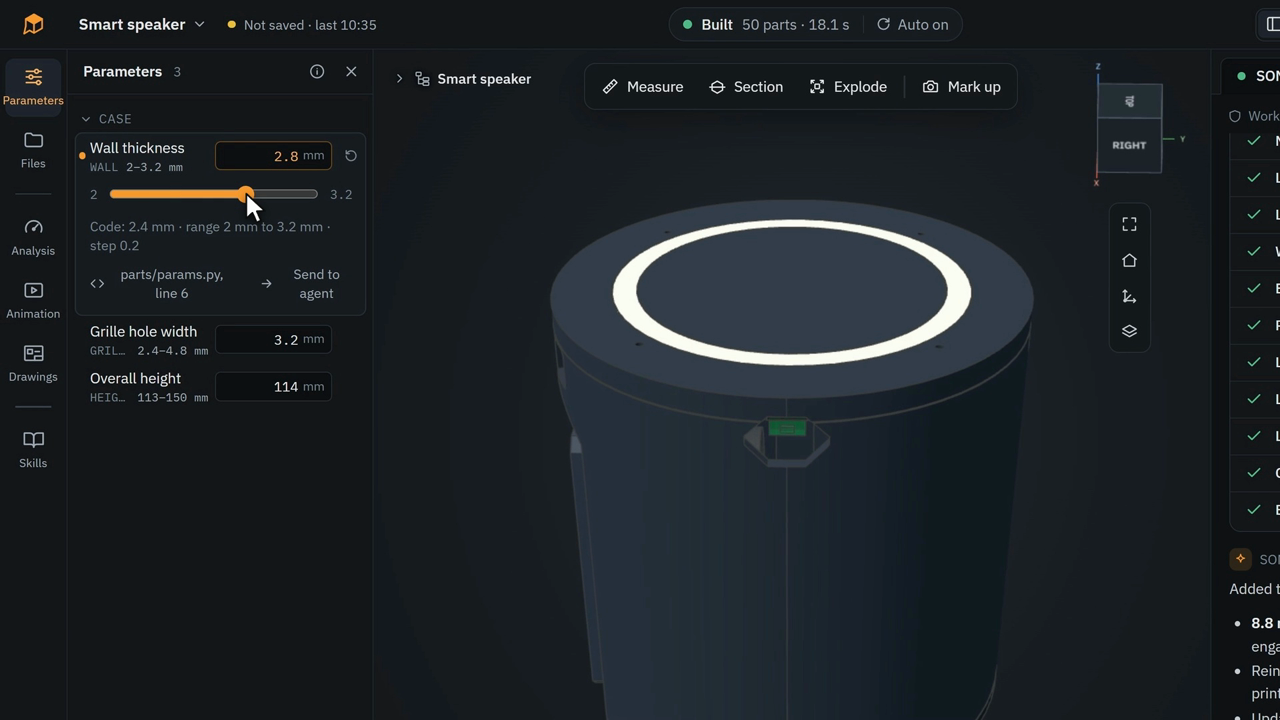 Smart speaker
Not saved · last 10:35
Built 50 parts · 18.1 s
Auto on
Parameters
Files
Analysis
Animation
Drawings
Skills
Parameters 3
CASE
Wall thickness
WALL 2–3.2 mm
2.8 mm
2
3.2
Code: 2.4 mm · range 2 mm to 3.2 mm ·
step 0.2
parts/params.py,
line 6
Send to
agent
Grille hole width
GRIL… 2.4–4.8 mm
3.2 mm
Overall height
HEIG… 113–150 mm
114 mm
Smart speaker
Measure
Section
Explode
Mark up
Z
RIGHT
Y
X
Work
Added t
8.8
enga
Rein
print